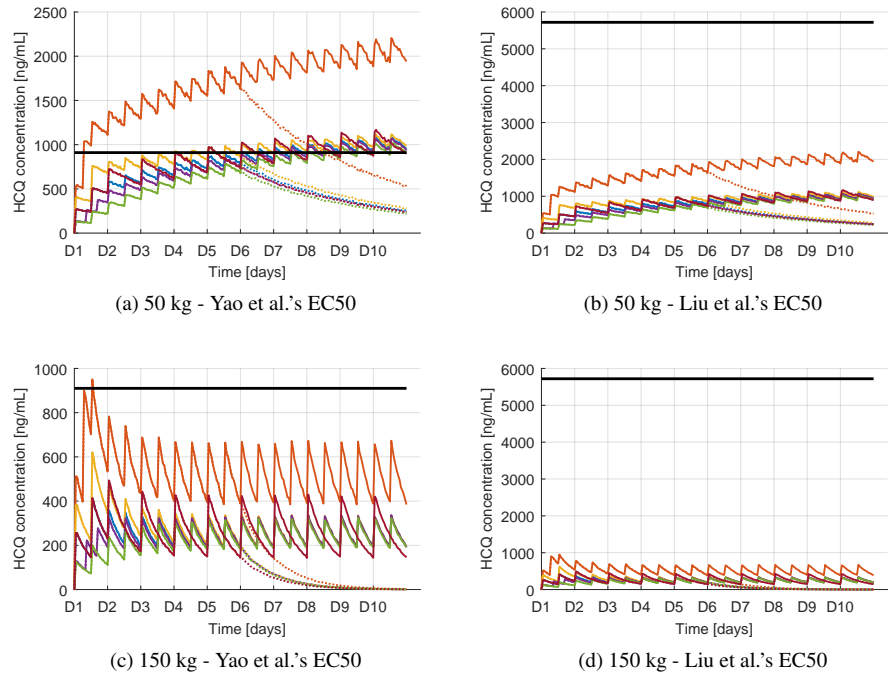 2500
2000
1500
1000
500
0
HCQ concentration [ng/mL]
D1 D2 D3 D4 D5 D6 D7 D8 D9 D10
Time [days]
(a) 50 kg - Yao et al.’s EC50
6000
5000
4000
3000
2000
1000
0
HCQ concentration [ng/mL]
D1 D2 D3 D4 D5 D6 D7 D8 D9 D10
Time [days]
(b) 50 kg - Liu et al.’s EC50
1000
800
600
400
200
0
HCQ concentration [ng/mL]
D1 D2 D3 D4 D5 D6 D7 D8 D9 D10
Time [days]
(c) 150 kg - Yao et al.’s EC50
6000
5000
4000
3000
2000
1000
0
HCQ concentration [ng/mL]
D1 D2 D3 D4 D5 D6 D7 D8 D9 D10
Time [days]
(d) 150 kg - Liu et al.’s EC50